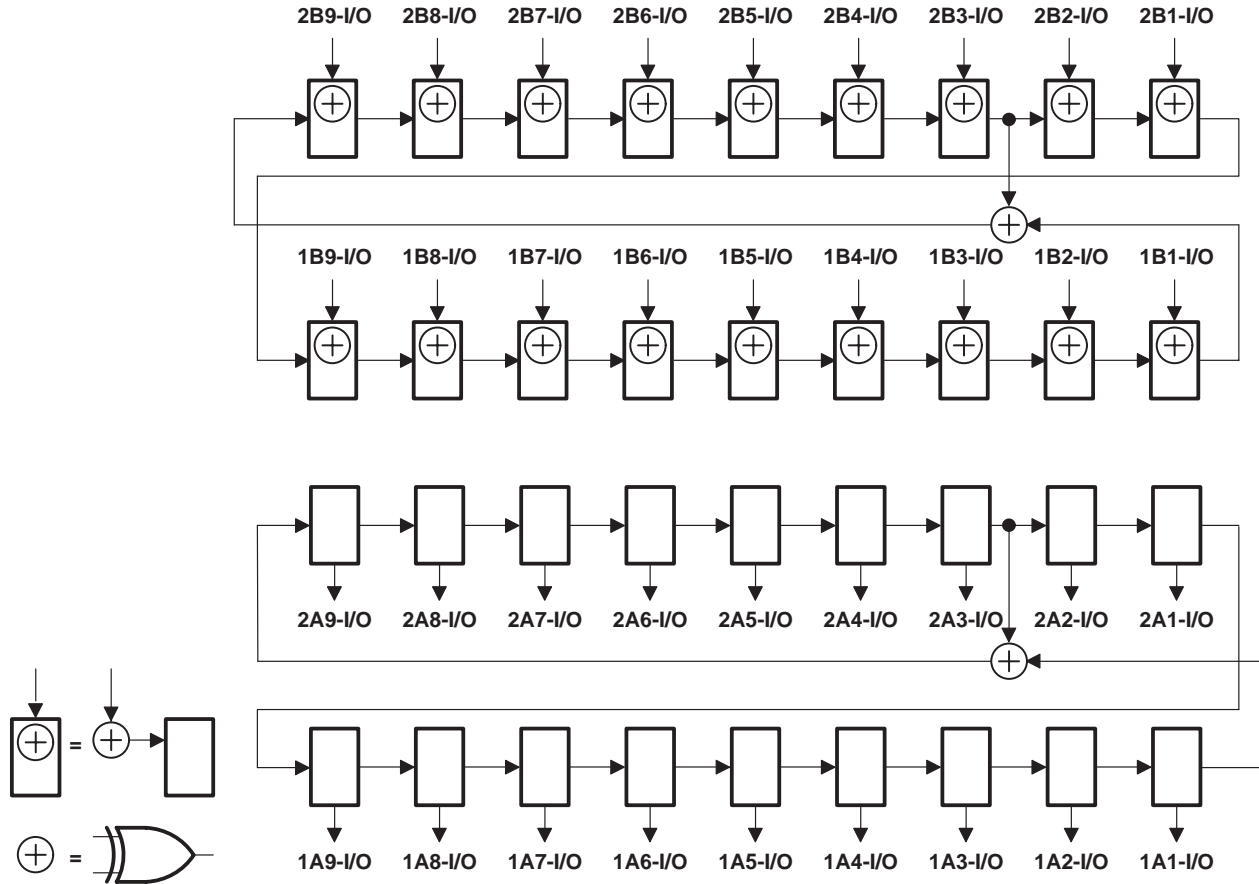 2B9-I/O 2B8-I/O 2B7-I/O 2B6-I/O 2B5-I/O 2B4-I/O 2B3-I/O 2B2-I/O 2B1-I/O
1B9-I/O 1B8-I/O 1B7-I/O 1B6-I/O 1B5-I/O 1B4-I/O 1B3-I/O 1B2-I/O 1B1-I/O
2A9-I/O 2A8-I/O 2A7-I/O 2A6-I/O 2A5-I/O 2A4-I/O 2A3-I/O 2A2-I/O 2A1-I/O
=
=
1A9-I/O 1A8-I/O 1A7-I/O 1A6-I/O 1A5-I/O 1A4-I/O 1A3-I/O 1A2-I/O 1A1-I/O